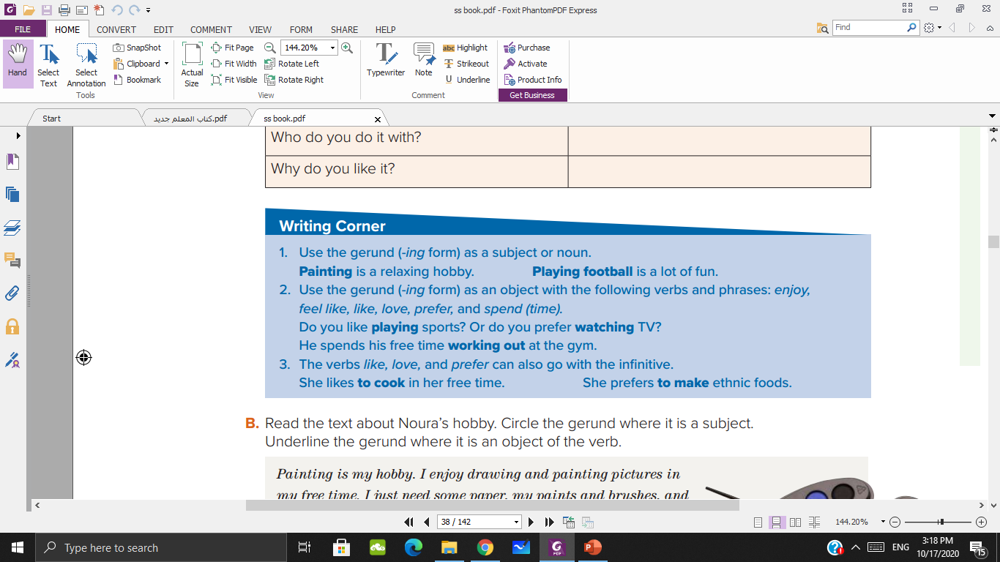 ss book.pdf - Foxit PhantomPDF Express
FILE HOME CONVERT EDIT COMMENT VIEW FORM SHARE HELP
Find
Hand
Select Text
Select Annotation
SnapShot
Clipboard
Bookmark
Tools
Actual Size
Fit Page
Fit Width
Fit Visible
144.20%
Rotate Left
Rotate Right
View
Typewriter
Note
Highlight
Strikeout
Underline
Comment
Purchase
Activate
Product Info
Get Business
Start
كتاب المعلم جديد.pdf
ss book.pdf
Who do you do it with?
Why do you like it?
Writing Corner
1. Use the gerund (-ing form) as a subject or noun.
Painting is a relaxing hobby. Playing football is a lot of fun.
2. Use the gerund (-ing form) as an object with the following verbs and phrases: enjoy,
feel like, like, love, prefer, and spend (time).
Do you like playing sports? Or do you prefer watching TV?
He spends his free time working out at the gym.
3. The verbs like, love, and prefer can also go with the infinitive.
She likes to cook in her free time. She prefers to make ethnic foods.
B. Read the text about Noura's hobby. Circle the gerund where it is a subject.
Underline the gerund where it is an object of the verb.
Painting is my hobby. I enjoy drawing and painting pictures in
my free time. I just need some paper, my paints and brushes, and
38 / 142
144.20%
Type here to search
ENG
3:18 PM
10/17/2020
15